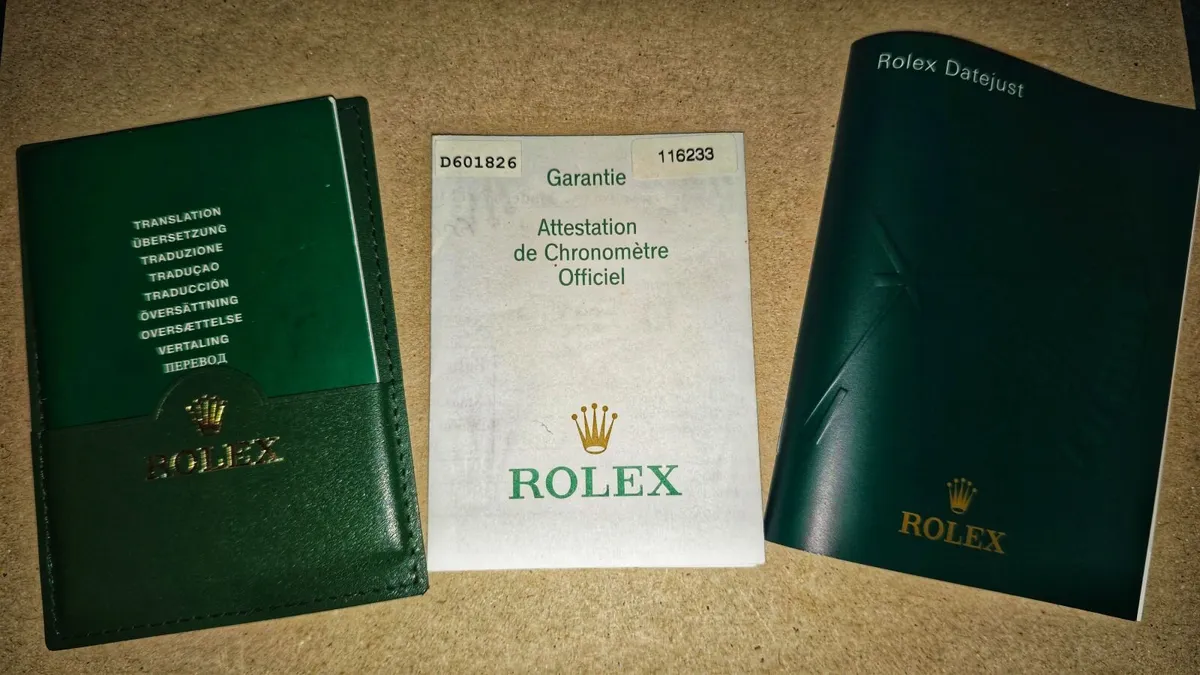 TRANSLATION
ÜBERSETZUNG
TRADUZIONE
TRADUÇAO
TRADUCCIÓN
ÖVERSÄTTNING
OVERSÆTTELSE
VERTALING
ПЕРЕВОД
ROLEX
D601826
116233
Garantie
Attestation
de Chronomètre
Officiel
ROLEX
Rolex Datejust
ROLEX